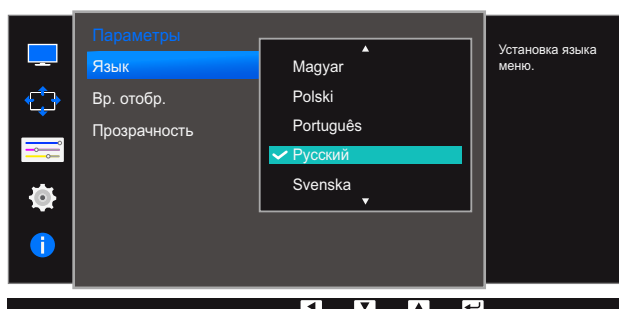 Параметры
Язык
Вр. отобр.
Прозрачность
Magyar
Polski
Português
Русский
Svenska
Установка языка
меню.